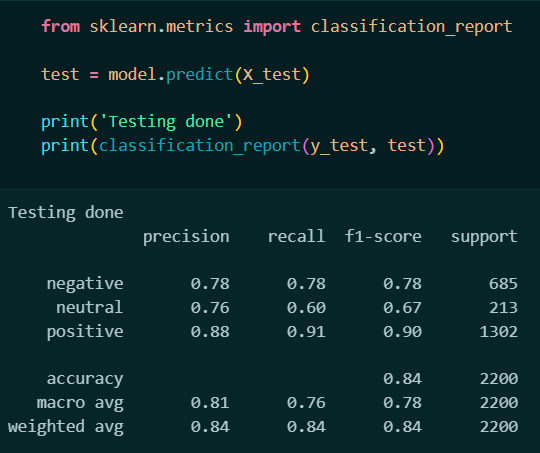 from sklearn.metrics import classification_report
test = model.predict(X_test)
print('Testing done')
print(classification_report(y_test, test))
Testing done
precision recall f1-score support
negative 0.78 0.78 0.78 685
neutral 0.76 0.60 0.67 213
positive 0.88 0.91 0.90 1302
accuracy 0.84 2200
macro avg 0.81 0.76 0.78 2200
weighted avg 0.84 0.84 0.84 2200